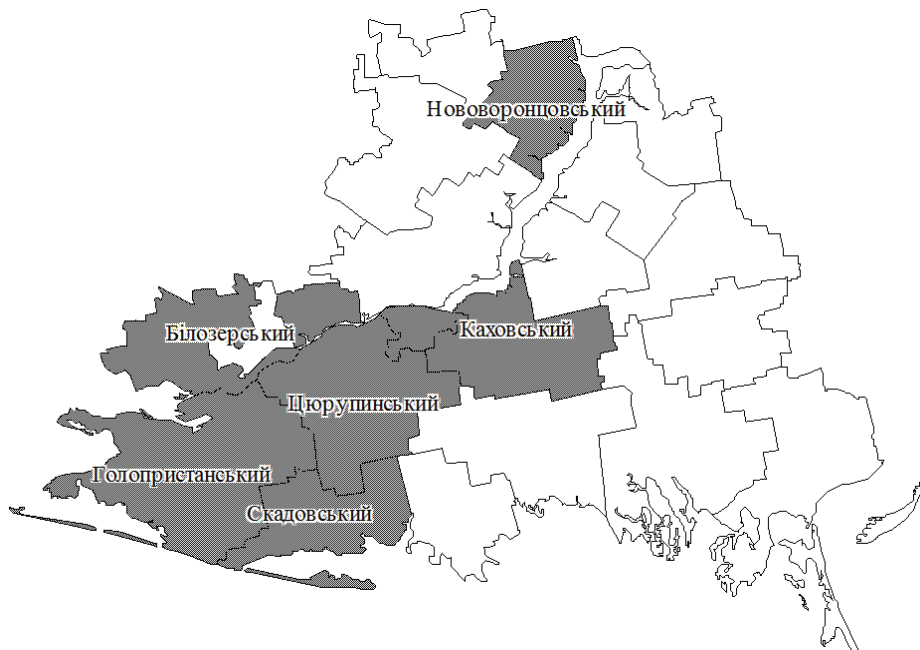 Нововоронцовський
Білозерський
Каховський
Цюрупинський
Голопристанський
Скадовський